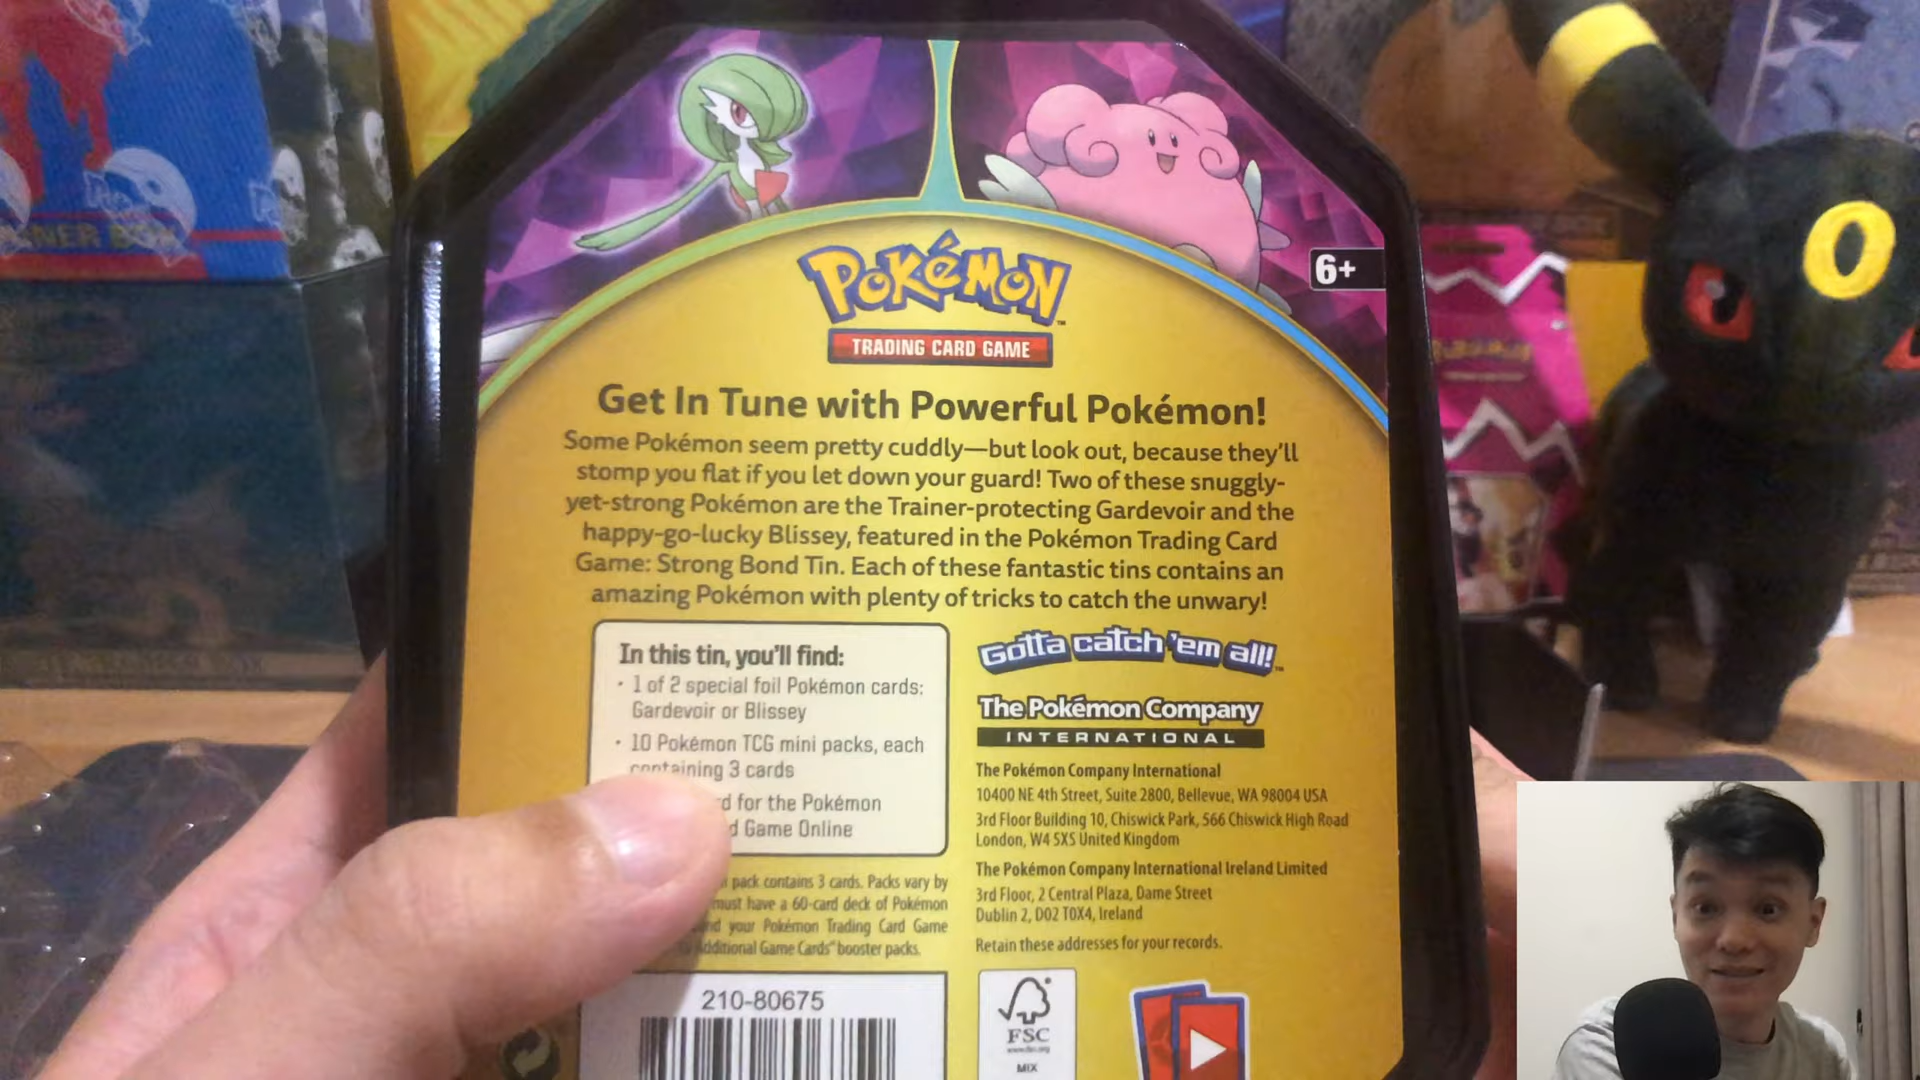 6+
POKéMON
TRADING CARD GAME
Get In Tune with Powerful Pokémon!
Some Pokémon seem pretty cuddly—but look out, because they'll
stomp you flat if you let down your guard! Two of these snuggly-
yet-strong Pokémon are the Trainer-protecting Gardevoir and the
happy-go-lucky Blissey, featured in the Pokémon Trading Card
Game: Strong Bond Tin. Each of these fantastic tins contains an
amazing Pokémon with plenty of tricks to catch the unwary!
In this tin, you'll find:
• 1 of 2 special foil Pokémon cards:
Gardevoir or Blissey
• 10 Pokémon TCG mini packs, each
containing 3 cards
for the Pokémon
Game Online
pack contains 3 cards. Packs vary by
must have a 60-card deck of Pokémon
your Pokémon Trading Card Game
Additional Game Cards" booster packs.
210-80675
Gotta catch 'em all!™
The Pokémon Company
INTERNATIONAL
The Pokémon Company International
10400 NE 4th Street, Suite 2800, Bellevue, WA 98004 USA
3rd Floor Building 10, Chiswick Park, 566 Chiswick High Road
London, W4 5XS United Kingdom
The Pokémon Company International Ireland Limited
3rd Floor, 2 Central Plaza, Dame Street
Dublin 2, D02 T0X4, Ireland
Retain these addresses for your records.
FSC
www.fsc.org
MIX